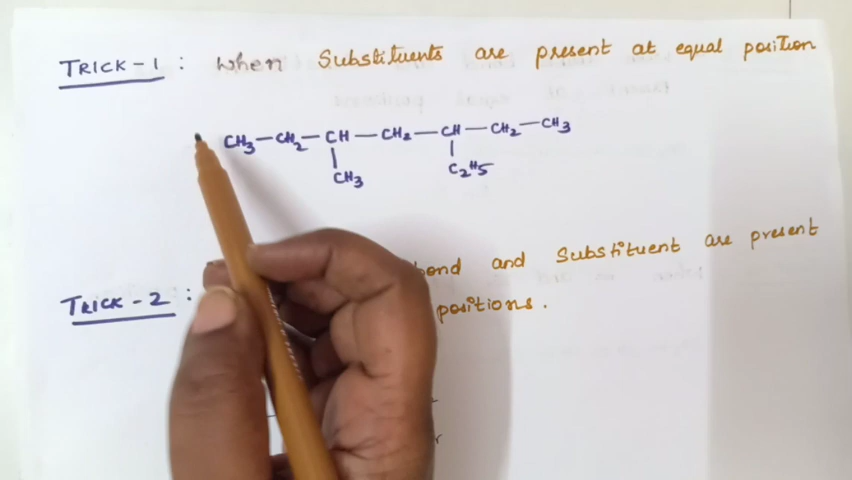 TRICK-1 : When Substituents are present at equal position
CH3-CH2-CH-CH2-CH-CH2-CH3
CH3 C2H5
TRICK-2 : bond and Substituent are present
positions.